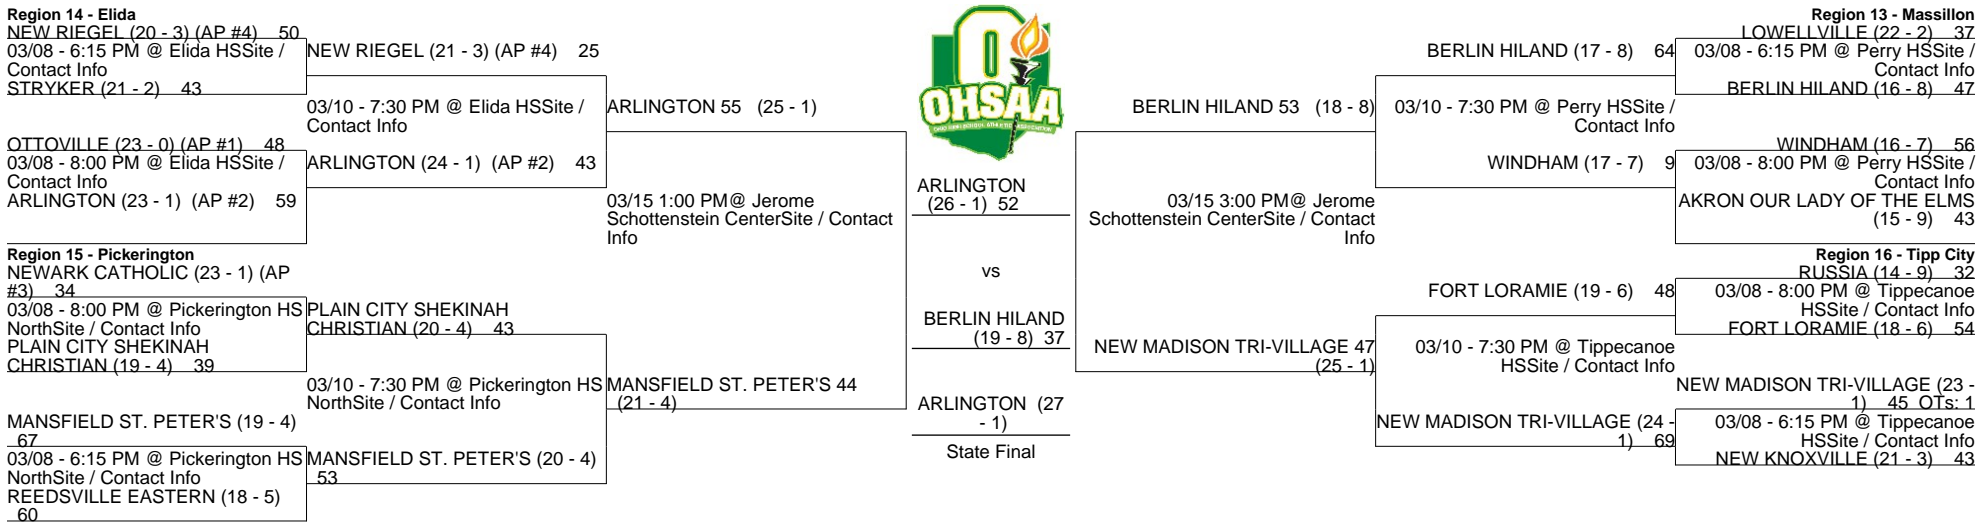 Region 14 - Elida
NEW RIEGEL (20 - 3) (AP #4) 50
03/08 - 6:15 PM @ Elida HSSite /
Contact Info
STRYKER (21 - 2) 43
OTTOVILLE (23 - 0) (AP #1) 48
03/08 - 8:00 PM @ Elida HSSite /
Contact Info
ARLINGTON (23 - 1) (AP #2) 59
Region 15 - Pickerington
NEWARK CATHOLIC (23 - 1) (AP
#3) 34
03/08 - 8:00 PM @ Pickerington HS
NorthSite / Contact Info
PLAIN CITY SHEKINAH
CHRISTIAN (19 - 4) 39
MANSFIELD ST. PETER'S (19 - 4)
67
03/08 - 6:15 PM @ Pickerington HS
NorthSite / Contact Info
REEDSVILLE EASTERN (18 - 5)
60
NEW RIEGEL (21 - 3) (AP #4) 25
03/10 - 7:30 PM @ Elida HSSite /
Contact Info
ARLINGTON (24 - 1) (AP #2) 43
PLAIN CITY SHEKINAH
CHRISTIAN (20 - 4) 43
03/10 - 7:30 PM @ Pickerington HS
NorthSite / Contact Info
MANSFIELD ST. PETER'S (20 - 4)
53
ARLINGTON 55 (25 - 1)
03/15 1:00 PM@ Jerome
Schottenstein CenterSite / Contact
Info
MANSFIELD ST. PETER'S 44
(21 - 4)
O
OHSAA
ARLINGTON
(26 - 1) 52
vs
BERLIN HILAND
(19 - 8) 37
ARLINGTON (27
- 1)
State Final
BERLIN HILAND 53 (18 - 8)
03/15 3:00 PM@ Jerome
Schottenstein CenterSite / Contact
Info
NEW MADISON TRI-VILLAGE 47
(25 - 1)
BERLIN HILAND (17 - 8) 64
03/10 - 7:30 PM @ Perry HSSite /
Contact Info
WINDHAM (17 - 7) 9
FORT LORAMIE (19 - 6) 48
03/10 - 7:30 PM @ Tippecanoe
HSSite / Contact Info
NEW MADISON TRI-VILLAGE (24 -
1) 69
Region 13 - Massillon
LOWELLVILLE (22 - 2) 37
03/08 - 6:15 PM @ Perry HSSite /
Contact Info
BERLIN HILAND (16 - 8) 47
WINDHAM (16 - 7) 56
03/08 - 8:00 PM @ Perry HSSite /
Contact Info
AKRON OUR LADY OF THE ELMS
(15 - 9) 43
Region 16 - Tipp City
RUSSIA (14 - 9) 32
03/08 - 8:00 PM @ Tippecanoe
HSSite / Contact Info
FORT LORAMIE (18 - 6) 54
NEW MADISON TRI-VILLAGE (23 -
1) 45 OTs: 1
03/08 - 6:15 PM @ Tippecanoe
HSSite / Contact Info
NEW KNOXVILLE (21 - 3) 43